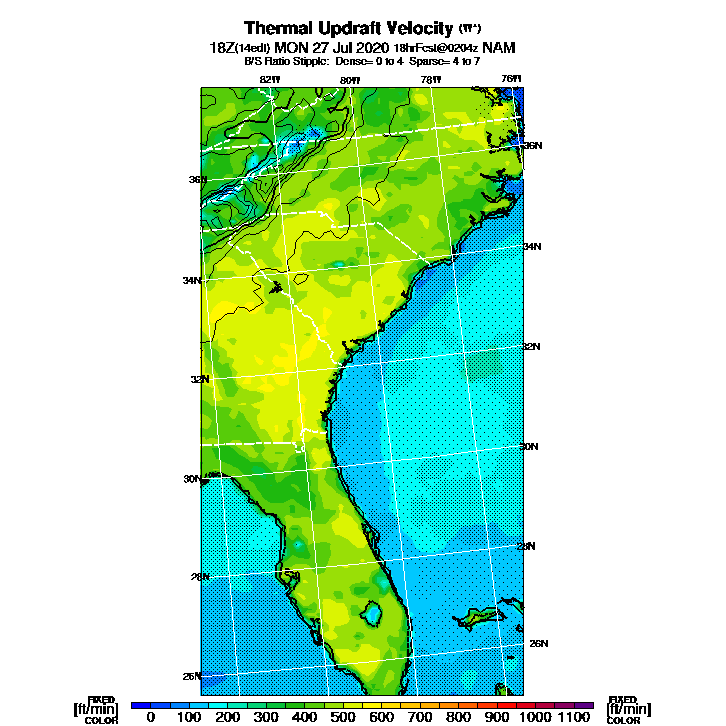 Thermal Updraft Velocity (W*)
18Z(14edt) MON 27 Jul 2020 18hrFcst@0204z NAM
B/S Ratio Stipple: Dense= 0 to 4 Sparse= 4 to 7
82W 80W 78W 76W
36N
36N
34N
34N
32N
32N
30N
30N
28N
28N
26N
26N
FIXED FIXED
[ft/min] 0 100 200 300 400 500 600 700 800 900 1000 1100 [ft/min]
COLOR COLOR